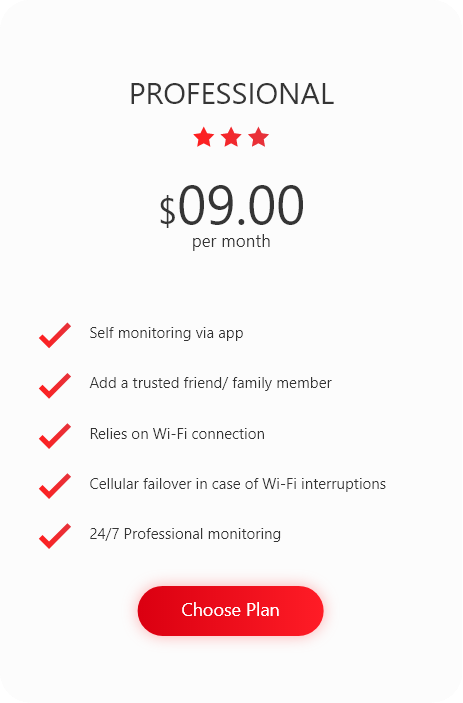 PROFESSIONAL
$09.00
per month
Self monitoring via app
Add a trusted friend/ family member
Relies on Wi-Fi connection
Cellular failover in case of Wi-Fi interruptions
24/7 Professional monitoring
Choose Plan